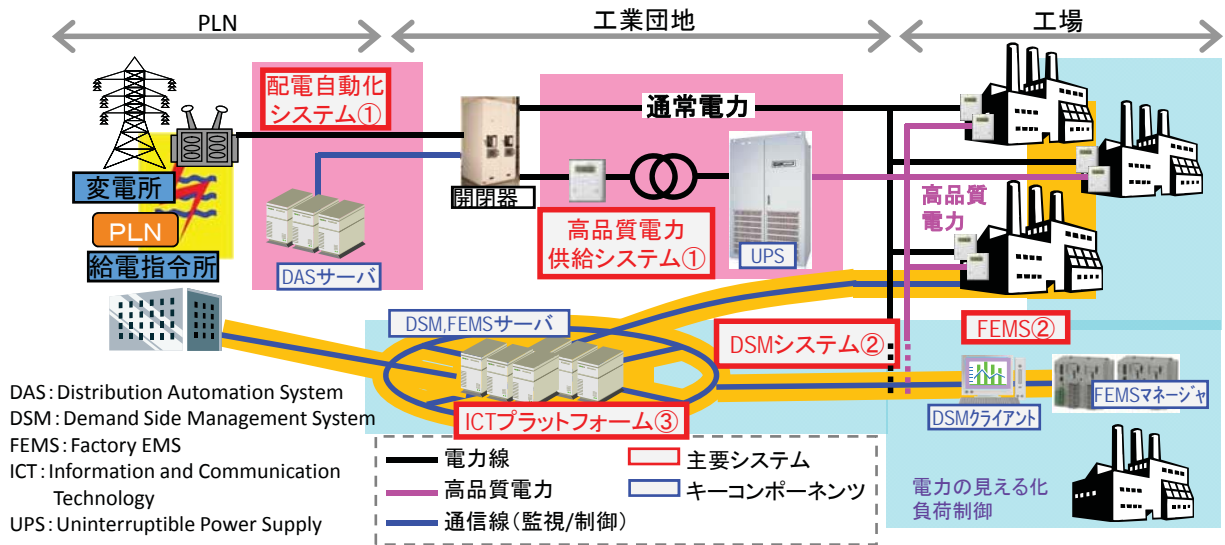 PLN
工業団地
工場
配電自動化
システム①
通常電力
変電所
PLN
給電指令所
DASサーバ
開閉器
高品質電力
供給システム①
UPS
高品質
電力
DSM,FEMSサーバ
DSMシステム②
FEMS②
ICTプラットフォーム③
DSMクライアント
FEMSマネージャ
電力の見える化
負荷制御
DAS：Distribution Automation System
DSM：Demand Side Management System
FEMS：Factory EMS
ICT：Information and Communication
Technology
UPS：Uninterruptible Power Supply
電力線
主要システム
高品質電力
キーコンポーネンツ
通信線（監視/制御）